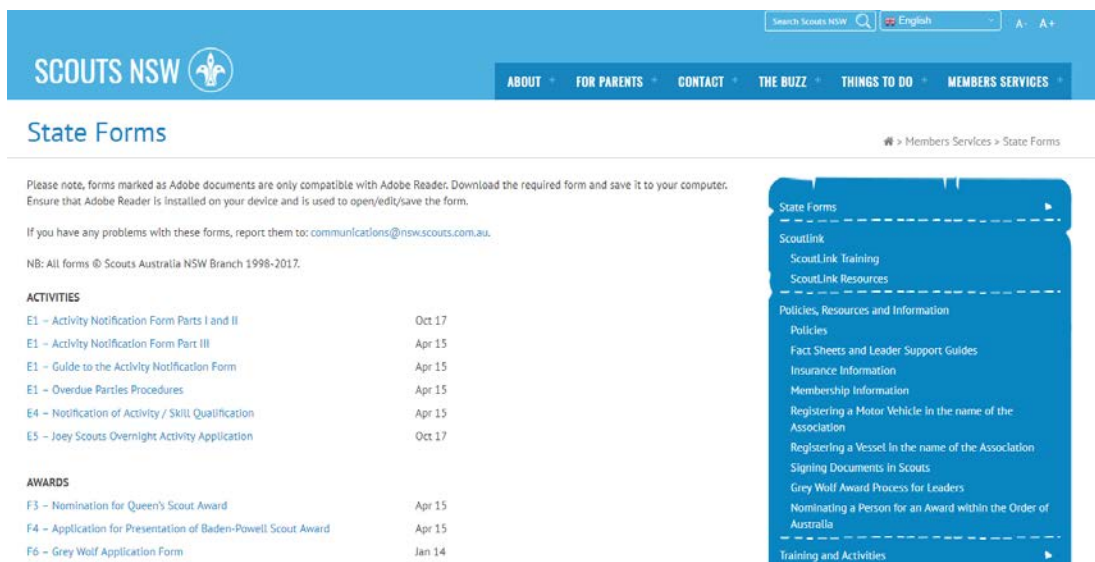 Search Scouts NSW
English
A- A+
SCOUTS NSW
ABOUT +
FOR PARENTS +
CONTACT +
THE BUZZ +
THINGS TO DO +
MEMBERS SERVICES +
State Forms
> Members Services > State Forms
Please note, forms marked as Adobe documents are only compatible with Adobe Reader. Download the required form and save it to your computer.
Ensure that Adobe Reader is installed on your device and is used to open/edit/save the form.
If you have any problems with these forms, report them to: communications@nsw.scouts.com.au.
NB: All forms © Scouts Australia NSW Branch 1998-2017.
ACTIVITIES
E1 – Activity Notification Form Parts I and II Oct 17
E1 – Activity Notification Form Part III Apr 15
E1 – Guide to the Activity Notification Form Apr 15
E1 – Overdue Parties Procedures Apr 15
E4 – Notification of Activity / Skill Qualification Apr 15
E5 – Joey Scouts Overnight Activity Application Oct 17
AWARDS
F3 – Nomination for Queen's Scout Award Apr 15
F4 – Application for Presentation of Baden-Powell Scout Award Apr 15
F6 – Grey Wolf Application Form Jan 14
State Forms
Scoutlink
ScoutLink Training
ScoutLink Resources
Policies, Resources and Information
Policies
Fact Sheets and Leader Support Guides
Insurance Information
Membership Information
Registering a Motor Vehicle in the name of the
Association
Registering a Vessel in the name of the Association
Signing Documents in Scouts
Grey Wolf Award Process for Leaders
Nominating a Person for an Award within the Order of
Australia
Training and Activities